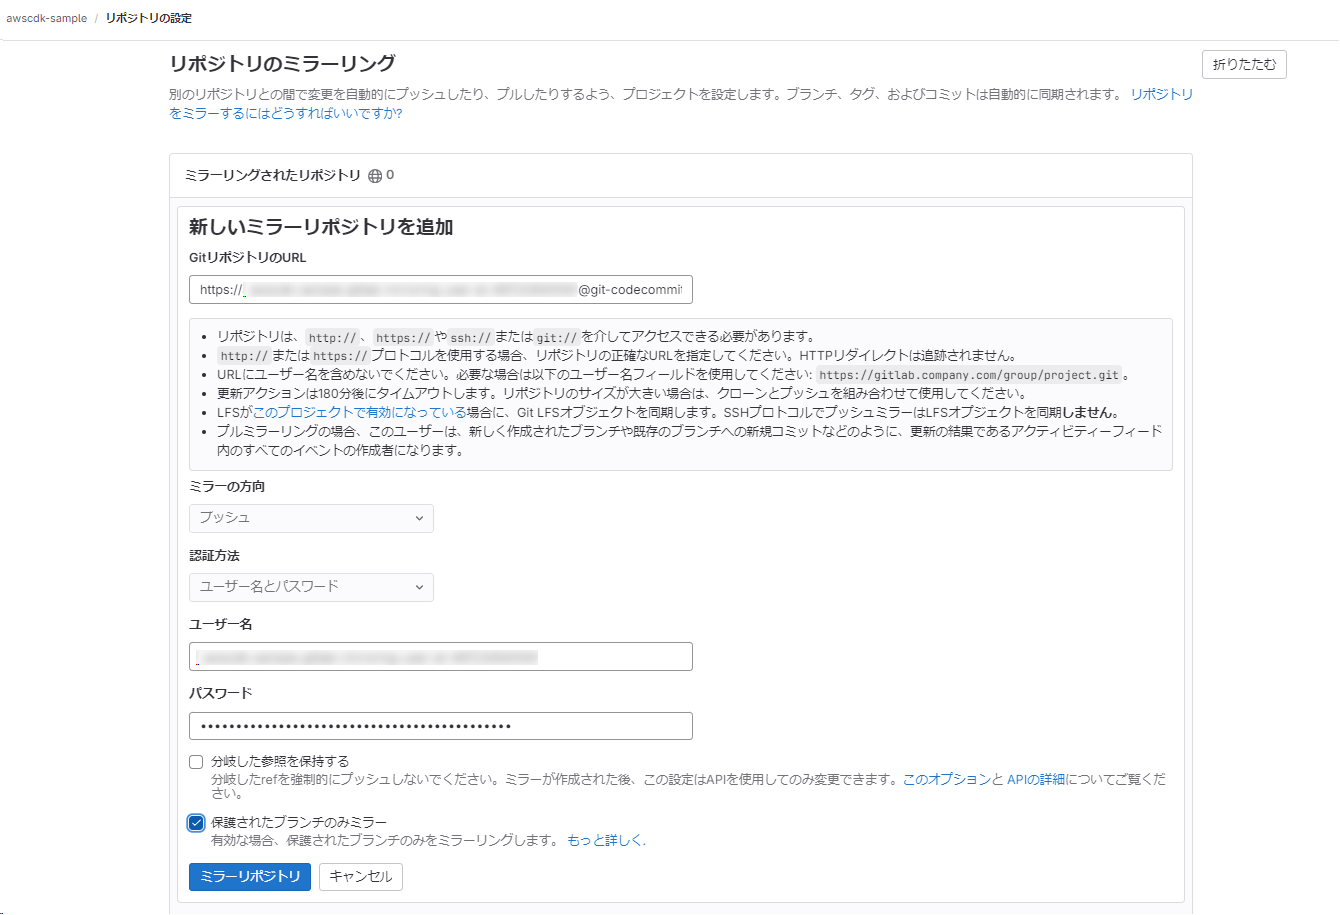 awscdk-sample / リポジトリの設定
リポジトリのミラーリング
折りたたむ
別のリポジトリとの間で変更を自動的にプッシュしたり、プルしたりするよう、プロジェクトを設定します。ブランチ、タグ、およびコミットは自動的に同期されます。 リポジトリ
をミラーするにはどうすればいいですか?
ミラーリングされたリポジトリ 0
新しいミラーリポジトリを追加
GitリポジトリのURL
https:// @git-codecommit
リポジトリは、 http:// 、 https:// や ssh:// または git:// を介してアクセスできる必要があります。
http:// または https:// プロトコルを使用する場合、リポジトリの正確なURLを指定してください。HTTPリダイレクトは追跡されません。
URLにユーザー名を含めないでください。必要な場合は以下のユーザー名フィールドを使用してください: https://gitlab.company.com/group/project.git 。
更新アクションは180分後にタイムアウトします。リポジトリのサイズが大きい場合は、クローンとプッシュを組み合わせて使用してください。
LFSがこのプロジェクトで有効になっている場合に、Git LFSオブジェクトを同期します。SSHプロトコルでプッシュミラーはLFSオブジェクトを同期しません。
プルミラーリングの場合、このユーザーは、新しく作成されたブランチや既存のブランチへの新規コミットなどのように、更新の結果であるアクティビティーフィード
内のすべてのイベントの作成者になります。
ミラーの方向
プッシュ
認証方法
ユーザー名とパスワード
ユーザー名
パスワード
分岐した参照を保持する
分岐したrefを強制的にプッシュしないでください。ミラーが作成された後、この設定はAPIを使用してのみ変更できます。このオプションと APIの詳細についてご覧くだ
さい。
保護されたブランチのみミラー
有効な場合、保護されたブランチのみをミラーリングします。 もっと詳しく.
ミラーリポジトリ キャンセル